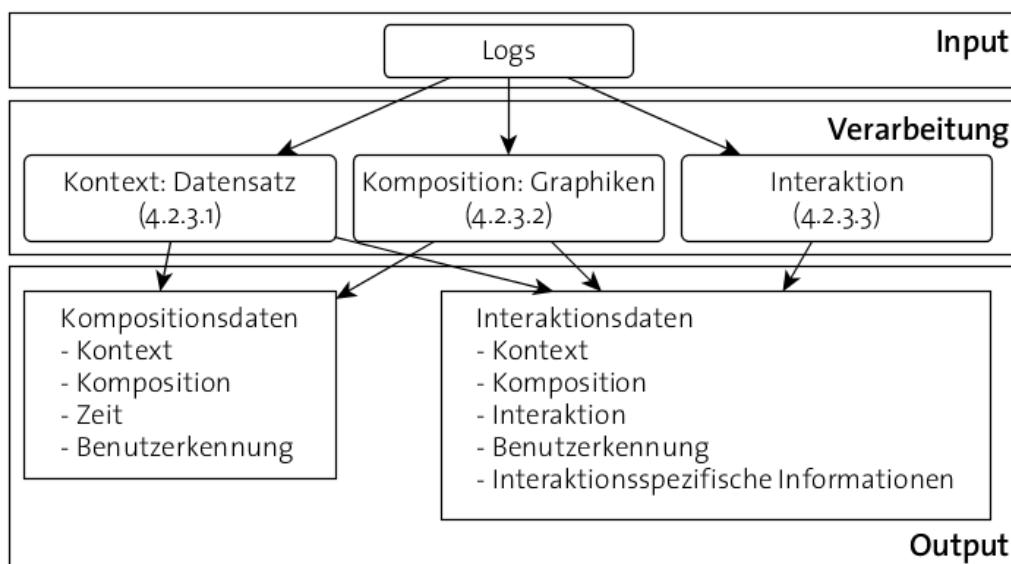 Input
Logs
Verarbeitung
Kontext: Datensatz
(4.2.3.1)
Komposition: Graphiken
(4.2.3.2)
Interaktion
(4.2.3.3)
Kompositionsdaten
- Kontext
- Komposition
- Zeit
- Benutzerkennung
Interaktionsdaten
- Kontext
- Komposition
- Interaktion
- Benutzerkennung
- Interaktionsspezifische Informationen
Output